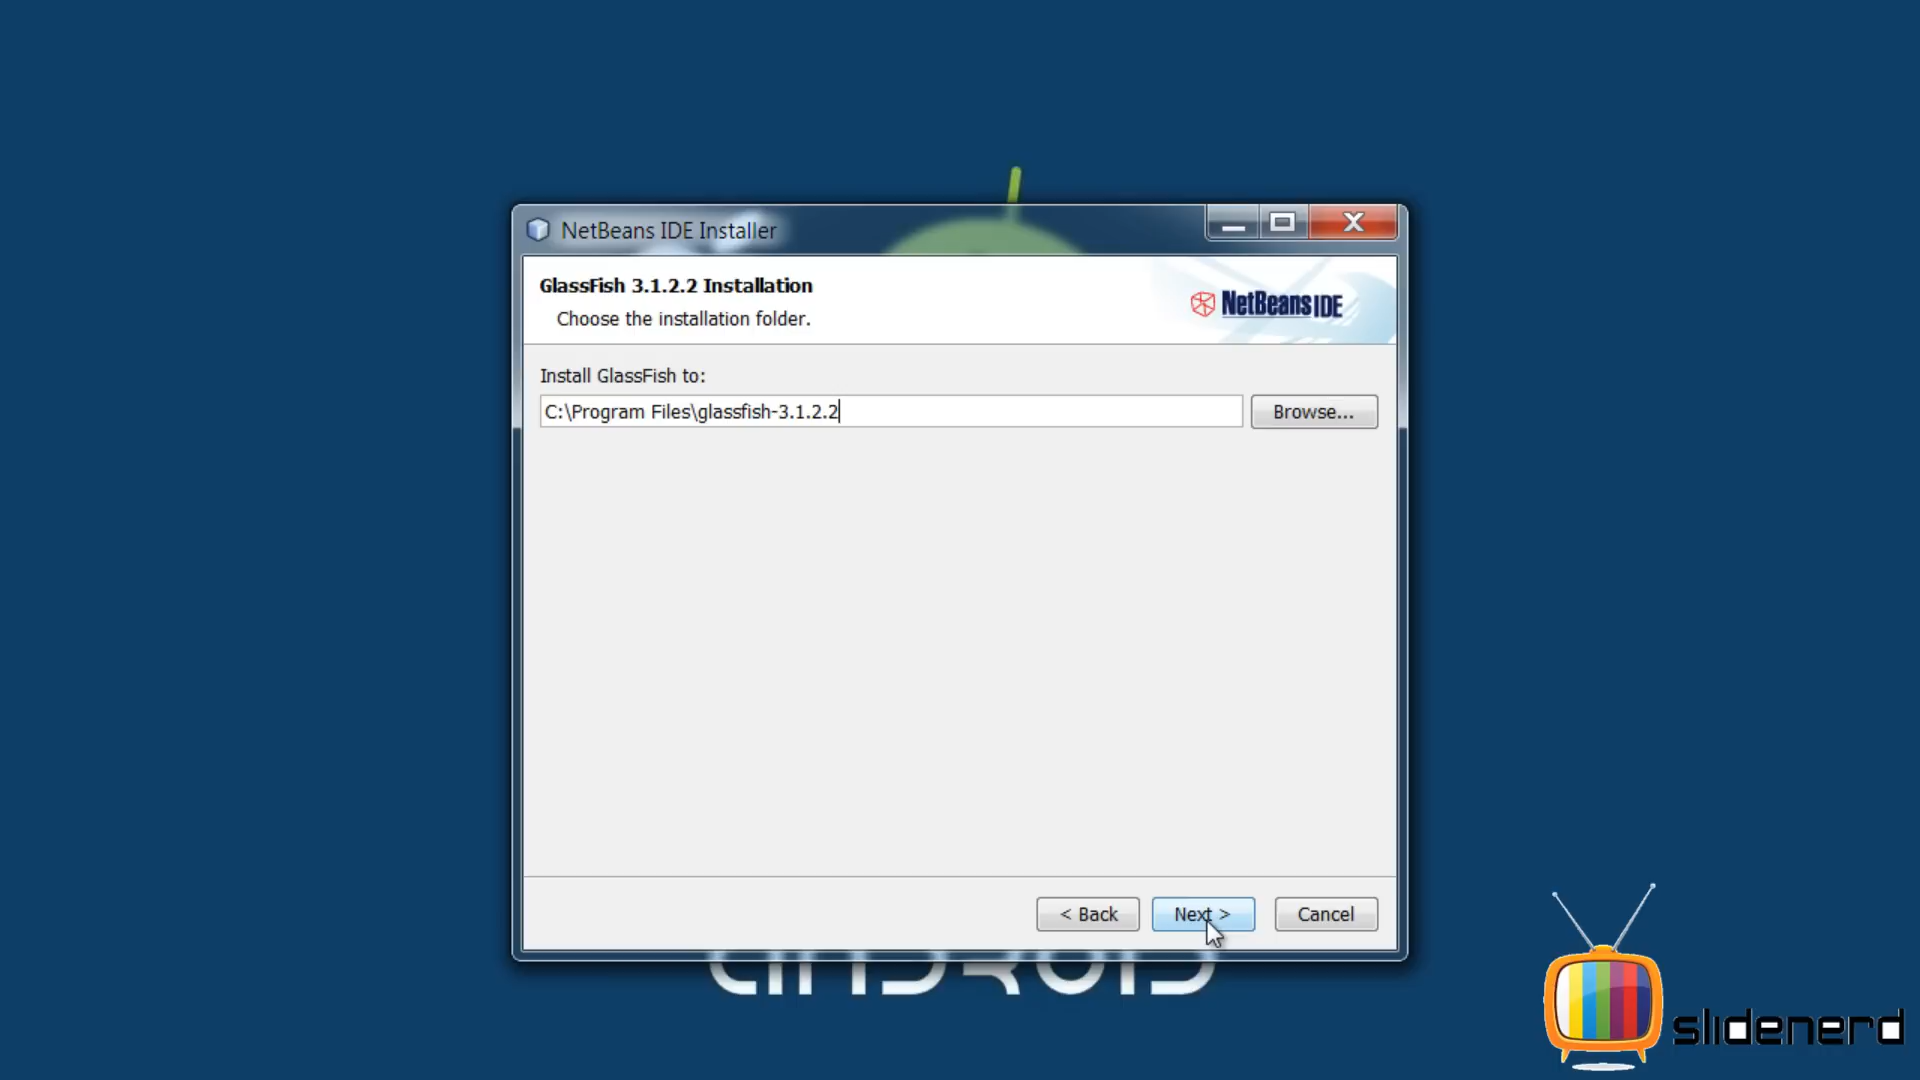 NetBeans IDE Installer
GlassFish 3.1.2.2 Installation
Choose the installation folder.
NetBeans IDE
Install GlassFish to:
C:\Program Files\glassfish-3.1.2.2
Browse...
< Back
Next >
Cancel
ANDROID
slidenerd